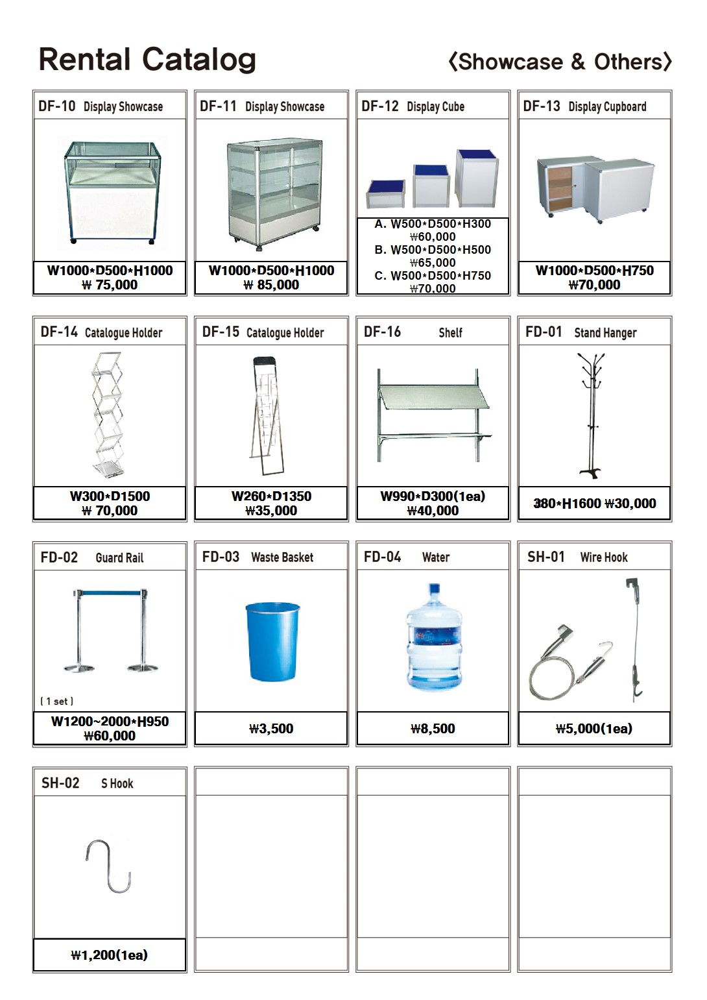 Rental Catalog
〈Showcase & Others〉
DF-10 Display Showcase
W1000*D500*H1000
₩ 75,000
DF-11 Display Showcase
W1000*D500*H1000
₩ 85,000
DF-12 Display Cube
A. W500*D500*H300
₩60,000
B. W500*D500*H500
₩65,000
C. W500*D500*H750
₩70,000
DF-13 Display Cupboard
W1000*D500*H750
₩70,000
DF-14 Catalogue Holder
W300*D1500
₩ 70,000
DF-15 Catalogue Holder
W260*D1350
₩35,000
DF-16 Shelf
W990*D300(1ea)
₩40,000
FD-01 Stand Hanger
380*H1600 ₩30,000
FD-02 Guard Rail
( 1 set )
W1200~2000*H950
₩60,000
FD-03 Waste Basket
₩3,500
FD-04 Water
₩8,500
SH-01 Wire Hook
₩5,000(1ea)
SH-02 S Hook
₩1,200(1ea)